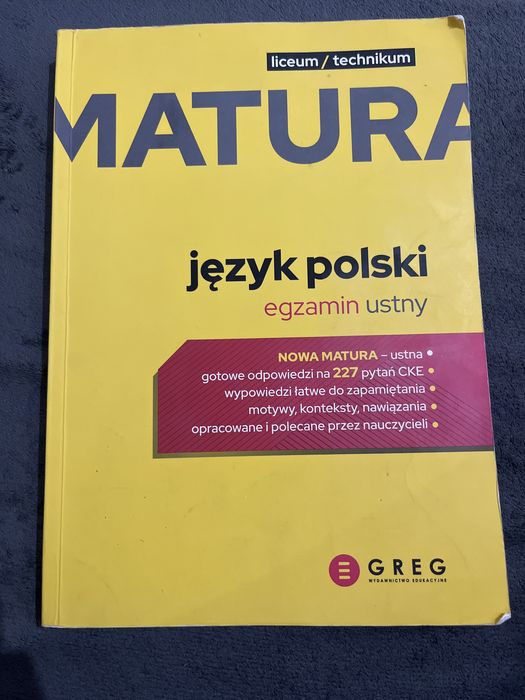 liceum / technikum
MATURA
język polski
egzamin ustny
NOWA MATURA – ustna
gotowe odpowiedzi na 227 pytań CKE
wypowiedzi łatwe do zapamiętania
motywy, konteksty, nawiązania
opracowane i polecane przez nauczycieli
GREG
WYDAWNICTWO EDUKACYJNE